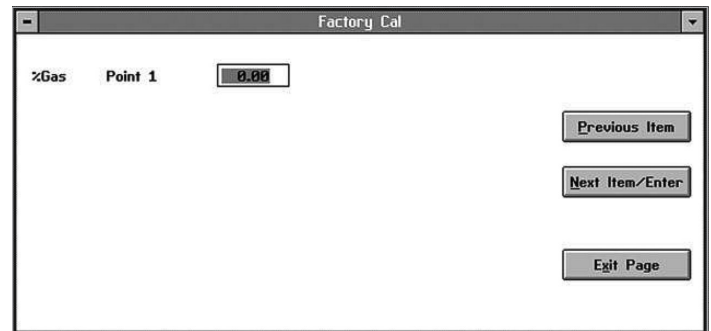 Factory Cal
%Gas Point 1 0.00
Previous Item
Next Item/Enter
Exit Page